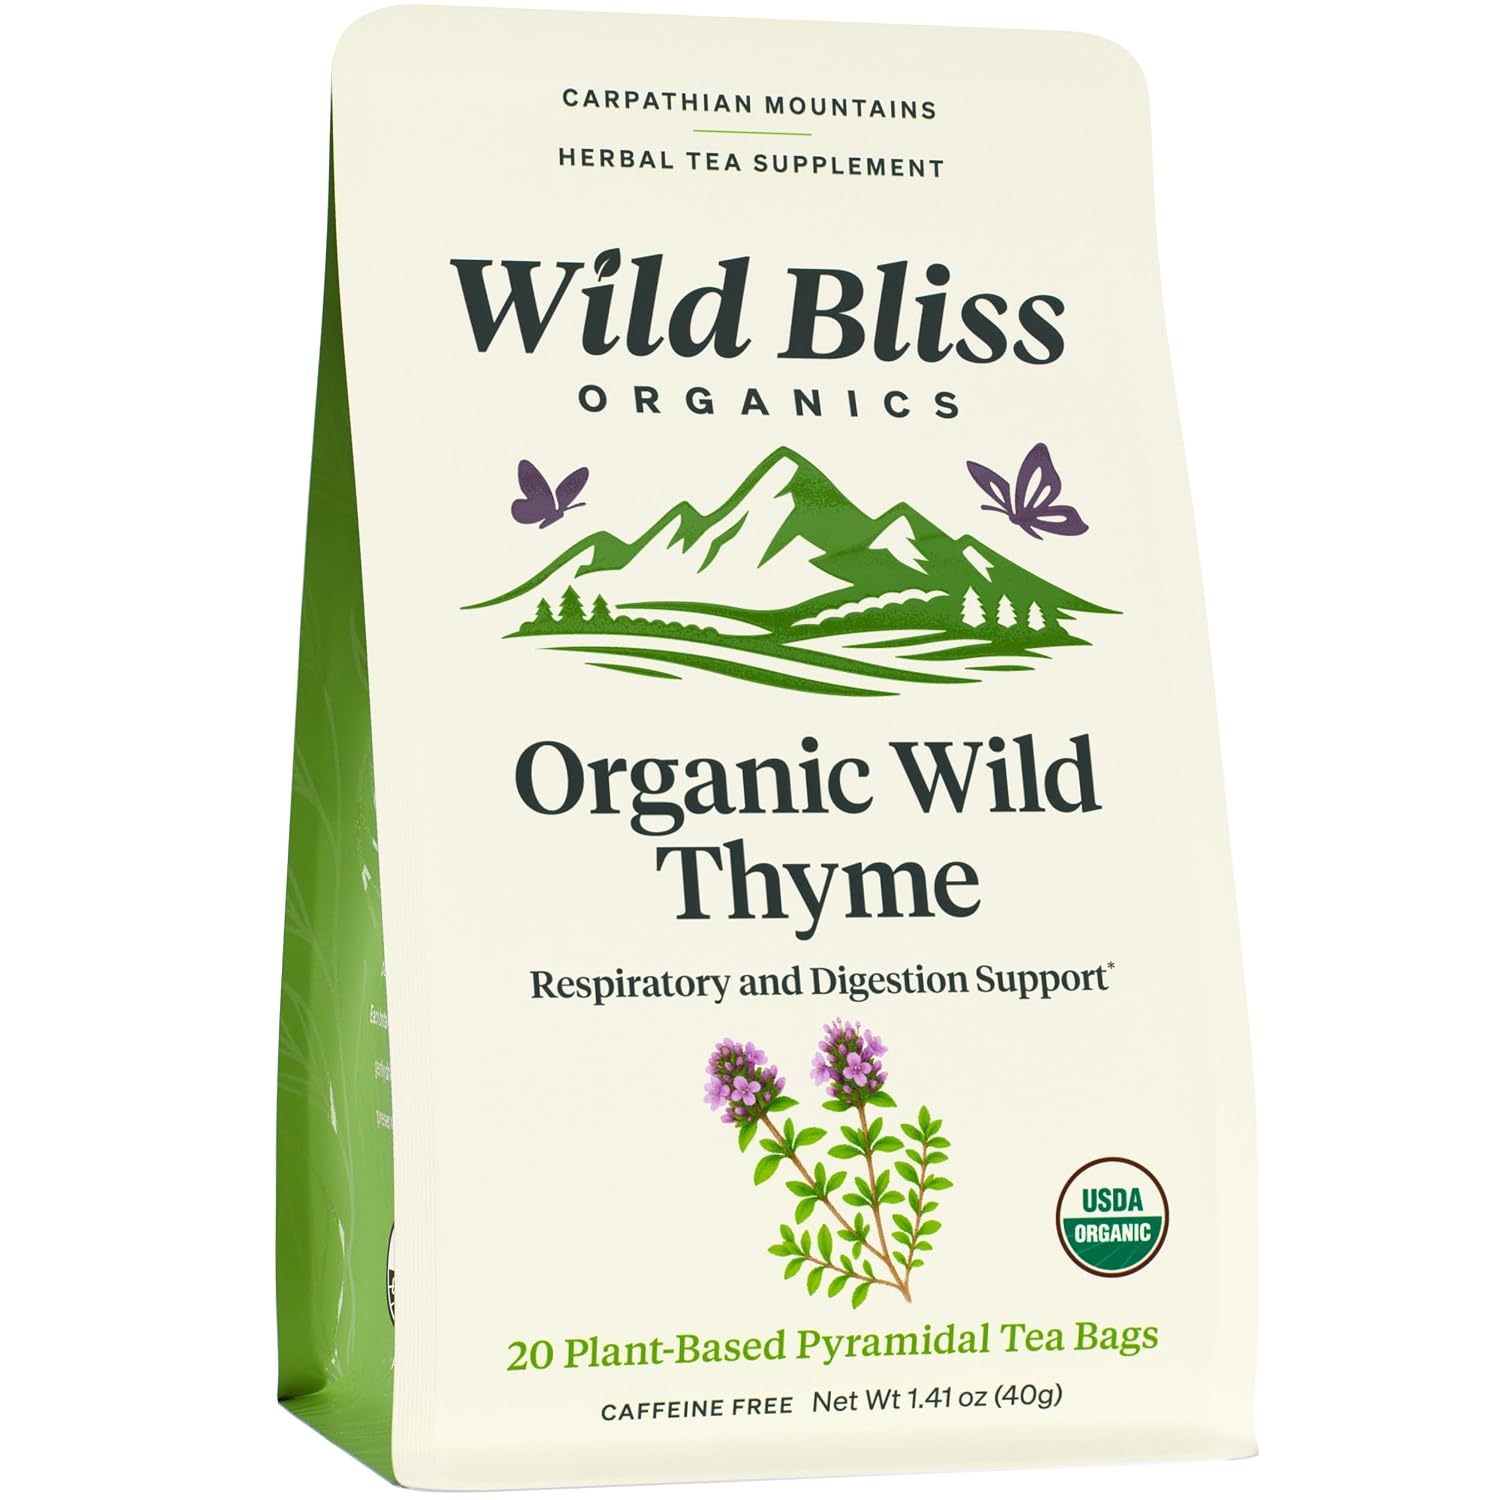 CARPATHIAN MOUNTAINS
HERBAL TEA SUPPLEMENT
Wild Bliss
ORGANICS
Organic Wild
Thyme
Respiratory and Digestion Support*
USDA
ORGANIC
20 Plant-Based Pyramidal Tea Bags
CAFFEINE FREE Net Wt 1.41 oz (40g)